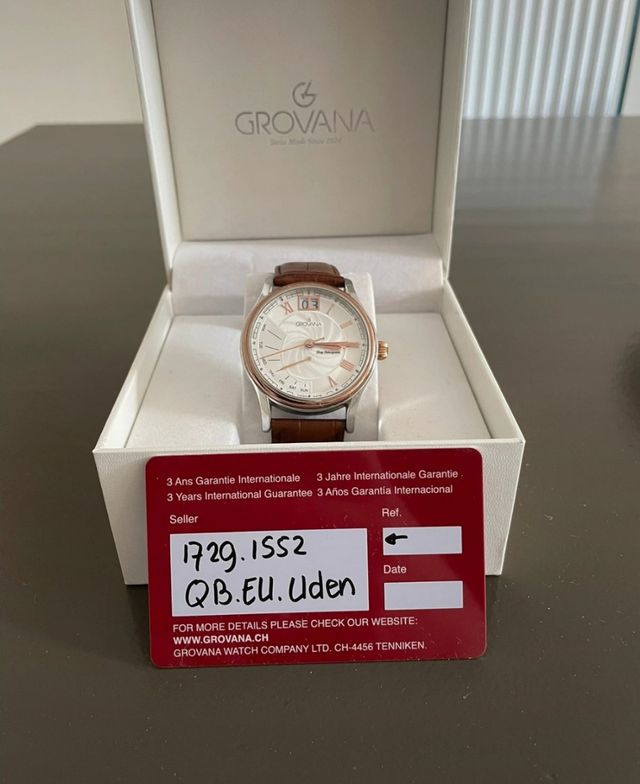 GROVANA
Swiss Made Since 1924
03
GROVANA
3 Ans Garantie Internationale 3 Jahre Internationale Garantie
3 Years International Guarantee 3 Años Garantía Internacional
Seller
Ref.
1729.1552
QB.EU.Uden
←
Date
FOR MORE DETAILS PLEASE CHECK OUR WEBSITE:
WWW.GROVANA.CH
GROVANA WATCH COMPANY LTD. CH-4456 TENNIKEN.